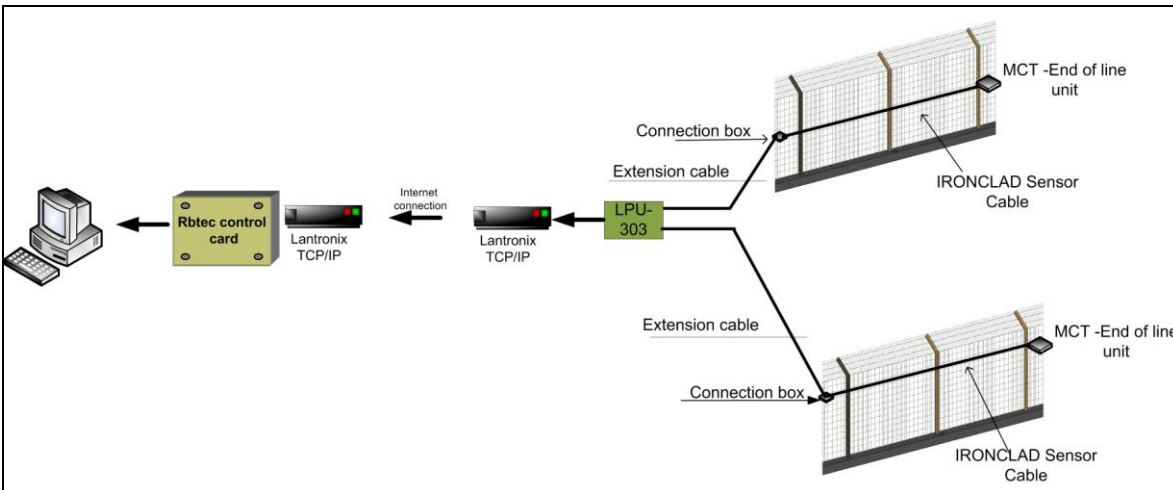 MCT -End of line
unit
Connection box
Extension cable
IRONCLAD Sensor
Cable
Internet
connection
Rbtec control
card
Lantronix
TCP/IP
Lantronix
TCP/IP
LPU-
303
Extension cable
MCT -End of line
unit
Connection box
IRONCLAD Sensor
Cable